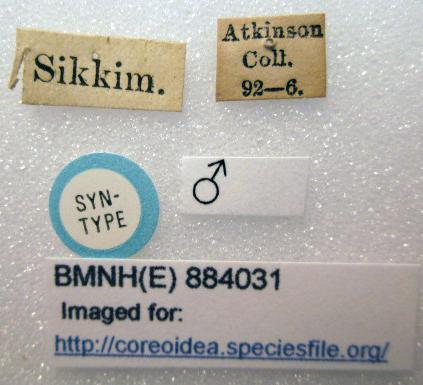 Sikkim.
Atkinson
Coll.
92—6.
SYN-
TYPE
♂
BMNH(E) 884031
Imaged for:
http://coreoidea.speciesfile.org/